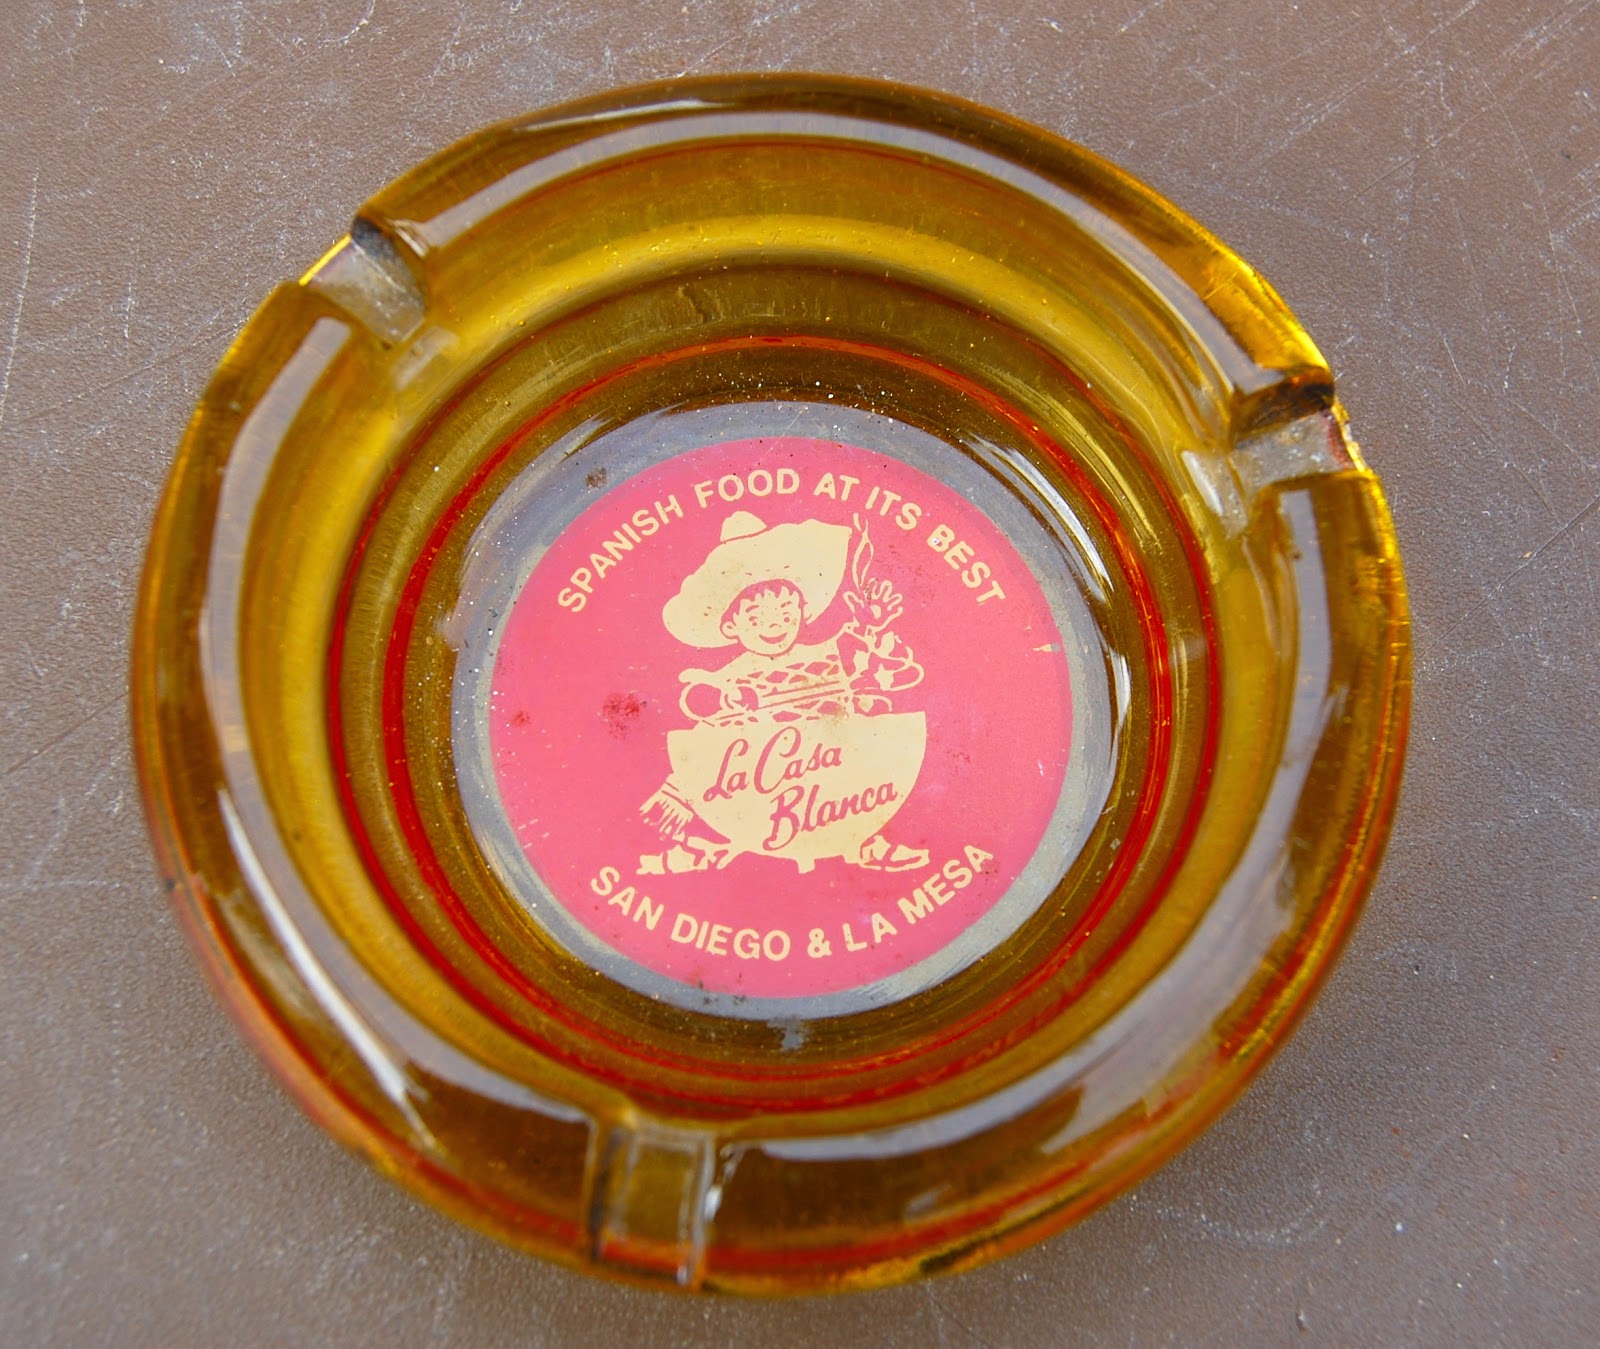 SPANISH FOOD AT ITS BEST
La Casa
Blanca
SAN DIEGO & LA MESA